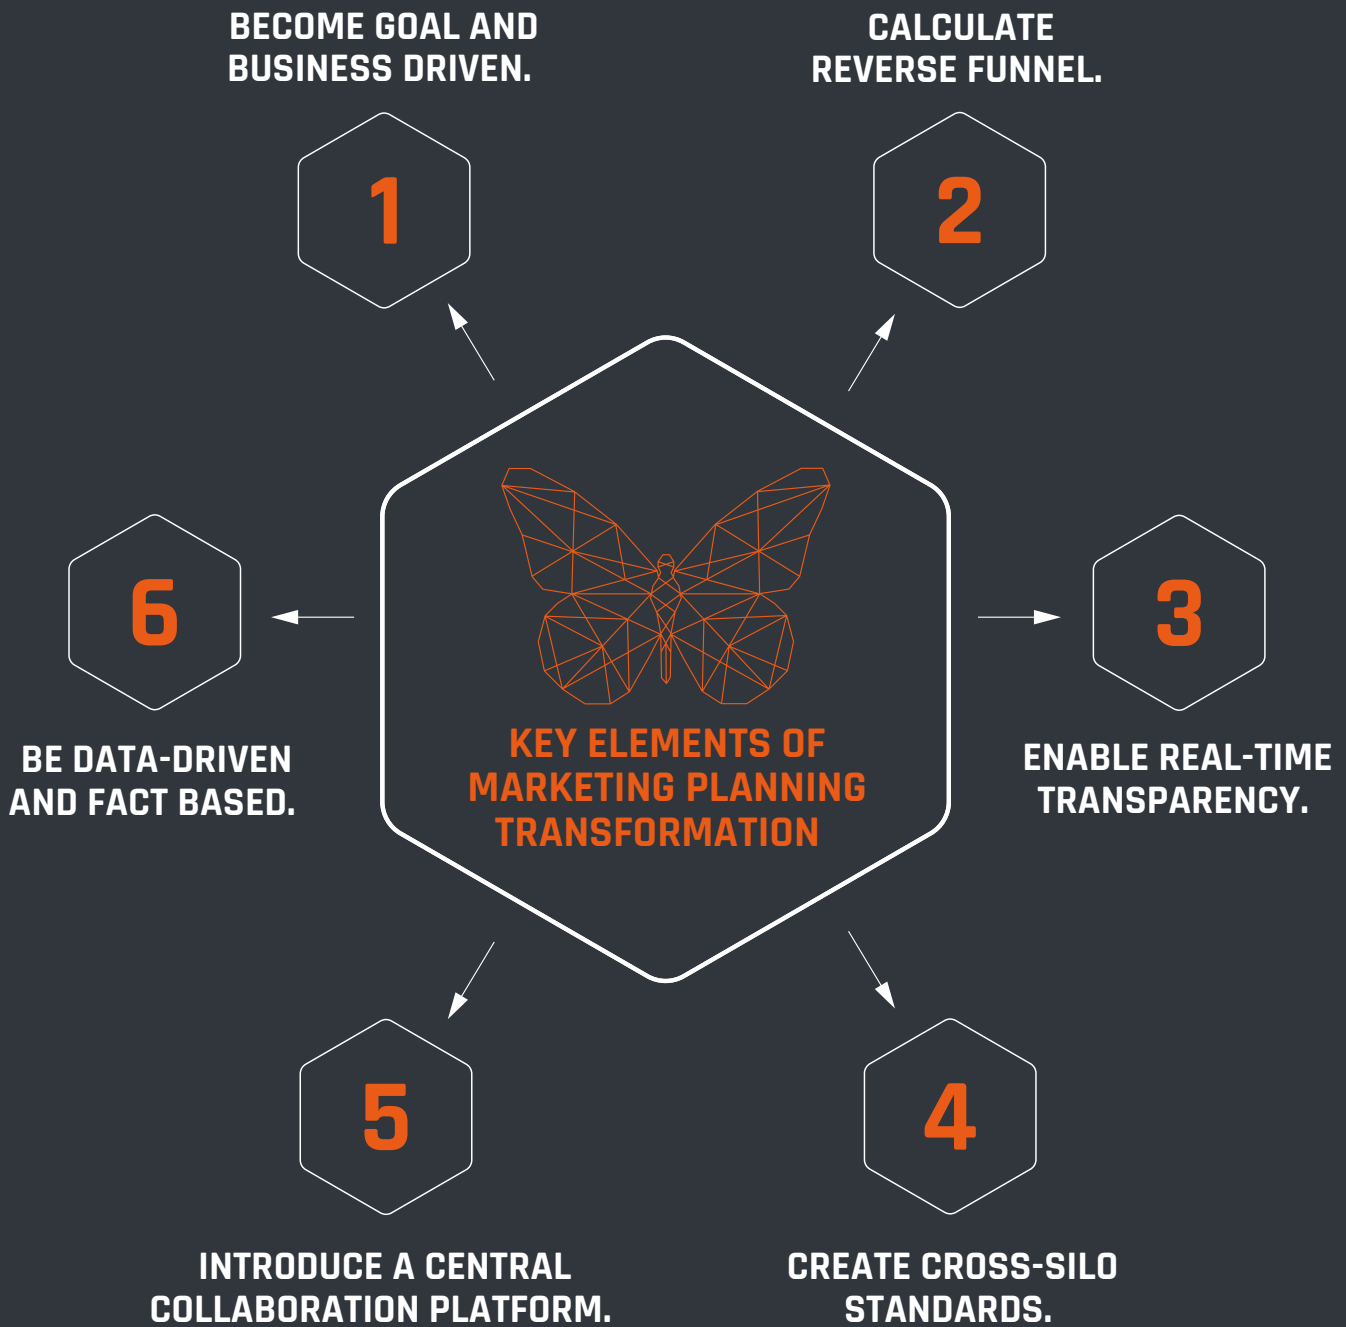 BECOME GOAL AND
BUSINESS DRIVEN.
1
CALCULATE
REVERSE FUNNEL.
2
3
ENABLE REAL-TIME
TRANSPARENCY.
4
CREATE CROSS-SILO
STANDARDS.
5
INTRODUCE A CENTRAL
COLLABORATION PLATFORM.
6
BE DATA-DRIVEN
AND FACT BASED.
KEY ELEMENTS OF
MARKETING PLANNING
TRANSFORMATION